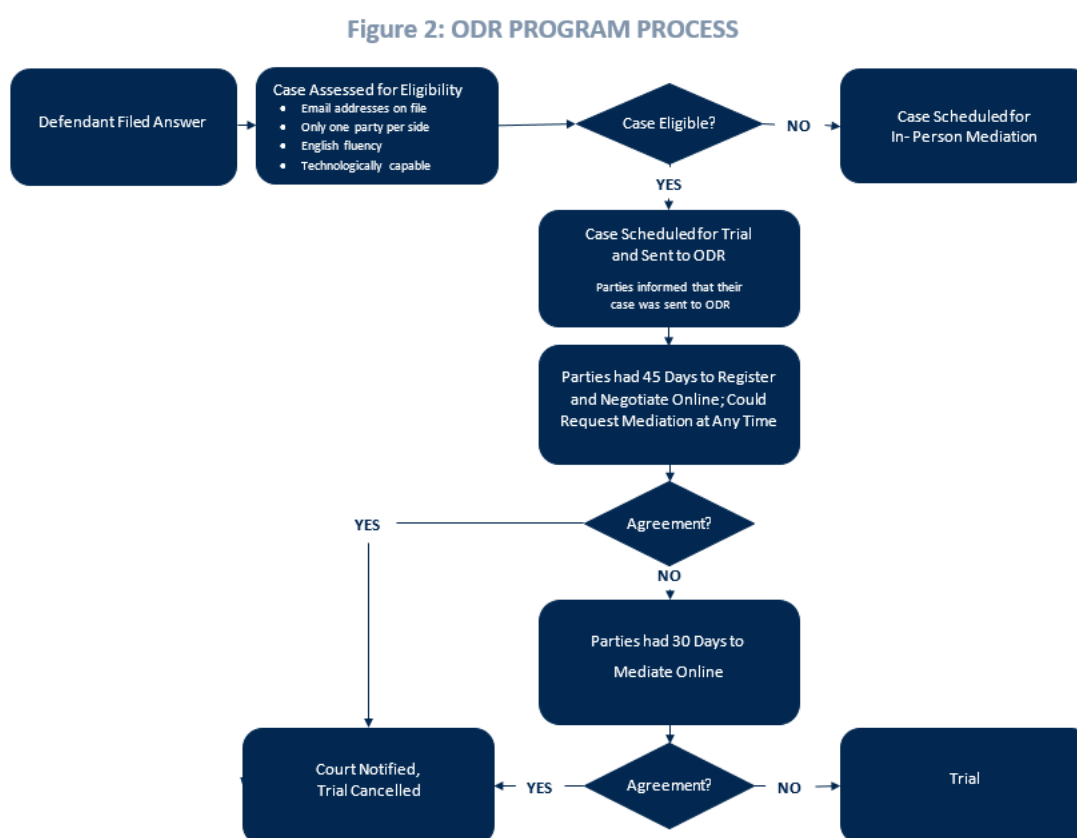 Figure 2: ODR PROGRAM PROCESS
Defendant Filed Answer
Case Assessed for Eligibility
• Email addresses on file
• Only one party per side
• English fluency
• Technologically capable
Case Eligible?
NO
Case Scheduled for
In- Person Mediation
YES
Case Scheduled for Trial
and Sent to ODR
Parties informed that their
case was sent to ODR
Parties had 45 Days to Register
and Negotiate Online; Could
Request Mediation at Any Time
Agreement?
YES
NO
Parties had 30 Days to
Mediate Online
Court Notified,
Trial Cancelled
YES
Agreement?
NO
Trial